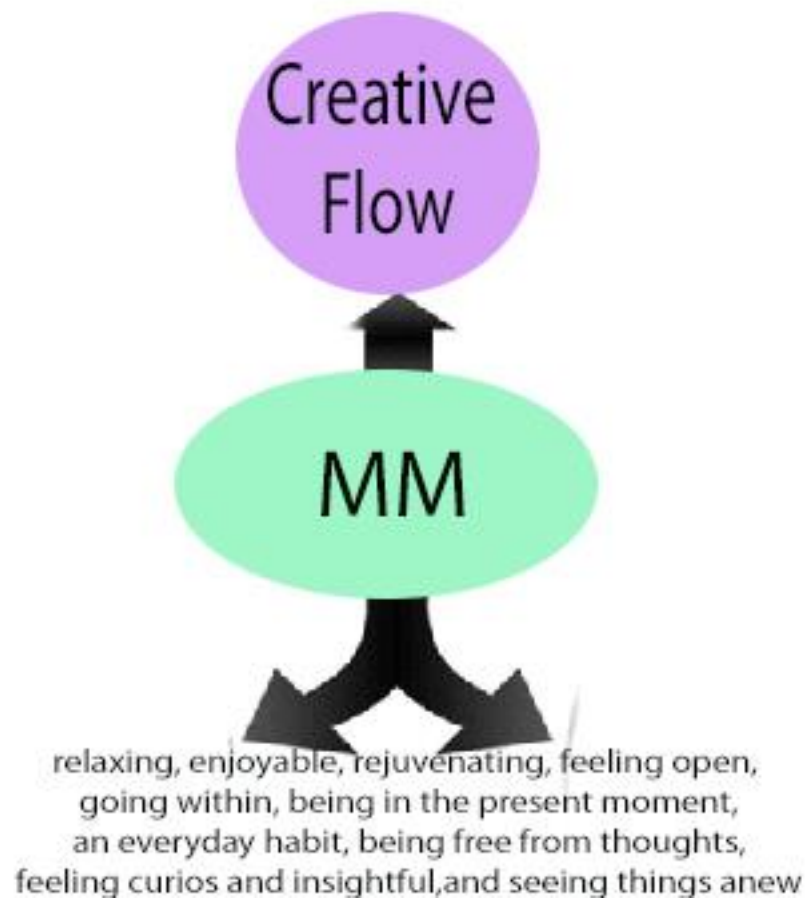 Creative
Flow
MM
relaxing, enjoyable, rejuvenating, feeling open,
going within, being in the present moment,
an everyday habit, being free from thoughts,
feeling curios and insightful,and seeing things anew